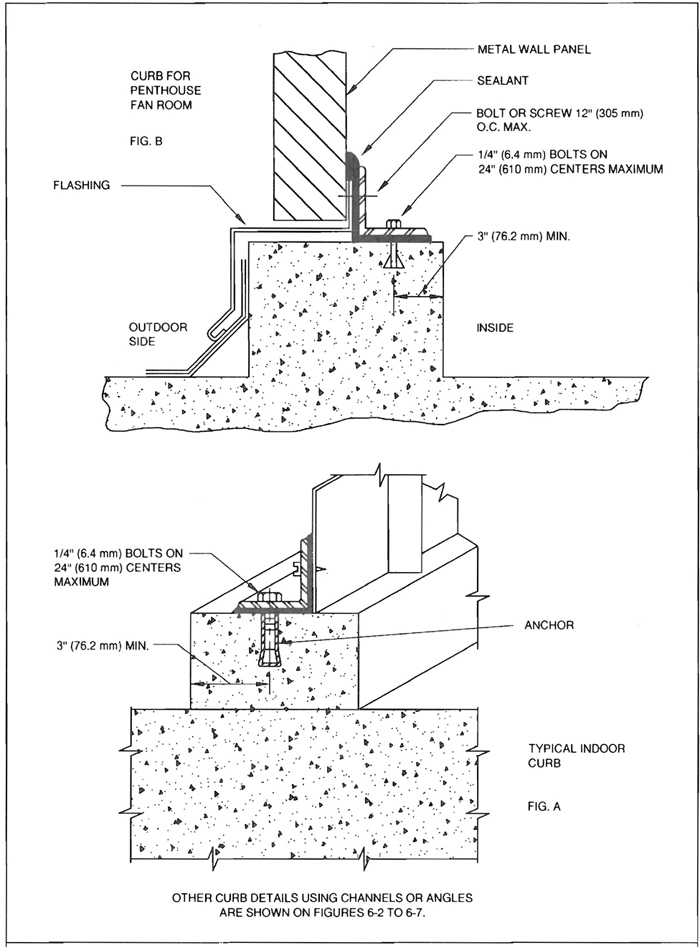 METAL WALL PANEL
CURB FOR
PENTHOUSE
FAN ROOM
SEALANT
BOLT OR SCREW 12" (305 mm)
O.C. MAX.
FIG. B
1/4" (6.4 mm) BOLTS ON
24" (610 mm) CENTERS MAXIMUM
FLASHING
3" (76.2 mm) MIN.
OUTDOOR
SIDE
INSIDE
1/4" (6.4 mm) BOLTS ON
24" (610 mm) CENTERS
MAXIMUM
ANCHOR
3" (76.2 mm) MIN.
TYPICAL INDOOR
CURB
FIG. A
OTHER CURB DETAILS USING CHANNELS OR ANGLES
ARE SHOWN ON FIGURES 6-2 TO 6-7.